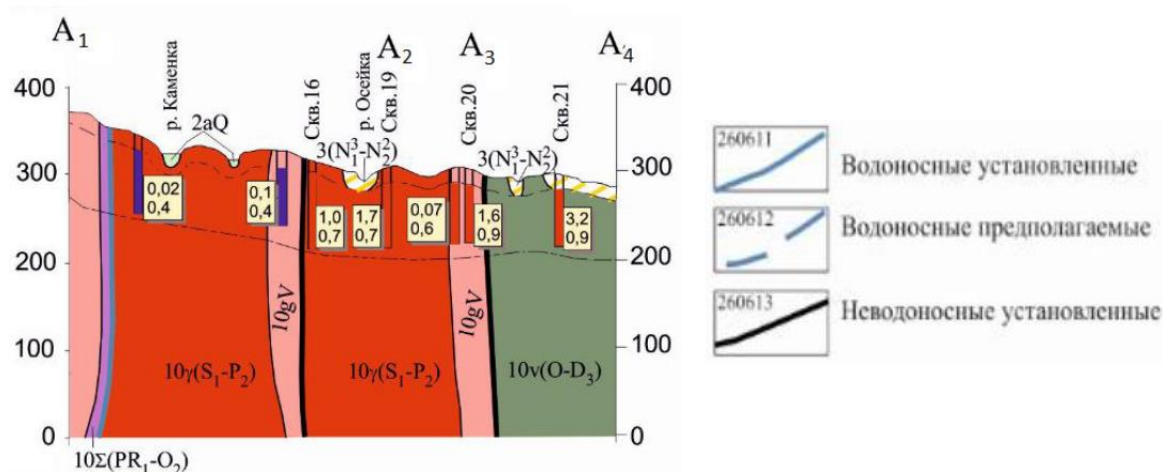 A1 A2 A3 A4
400
300
200
100
0
р. Каменка
2aQ
Скв.16
р. Осейка
Скв.19
Скв.20
Скв.21
3(N₁³-N₂²)
3(N₁³-N₂²)
0,02
0,4
0,1
0,4
1,0
0,7
1,7
0,7
0,07
0,6
1,6
0,9
3,2
0,9
10gV
10gV
10γ(S₁-P₂)
10γ(S₁-P₂)
10ν(O-D₃)
10Σ(PR₁-O₂)
400
300
200
100
0
260611
Водоносные установленные
260612
Водоносные предполагаемые
260613
Неводоносные установленные